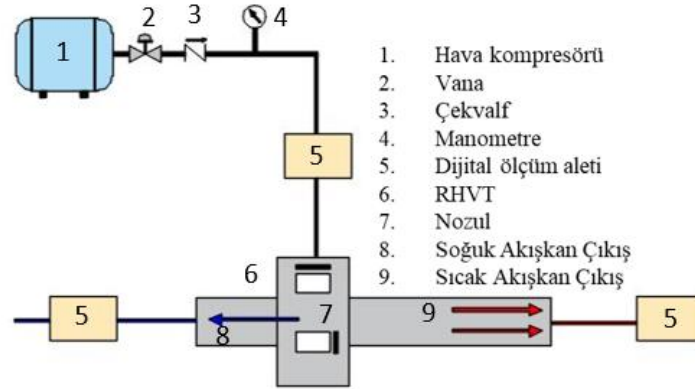 1
2
3
4
5
6
7
8
9
5
5
1. Hava kompresörü
2. Vana
3. Çekvalf
4. Manometre
5. Dijital ölçüm aleti
6. RHVT
7. Nozul
8. Soğuk Akışkan Çıkış
9. Sıcak Akışkan Çıkış